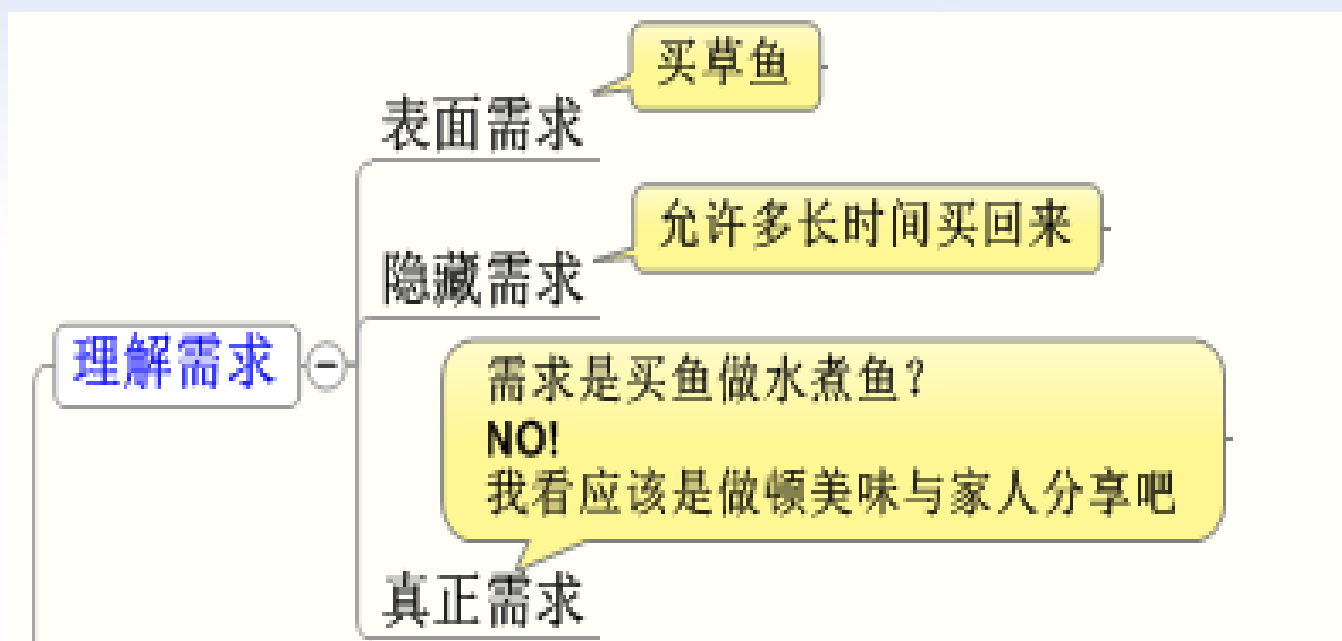 买草鱼
表面需求
允许多长时间买回来
隐藏需求
理解需求
需求是买鱼做水煮鱼？
NO!
我看应该是做顿美味与家人分享吧
真正需求